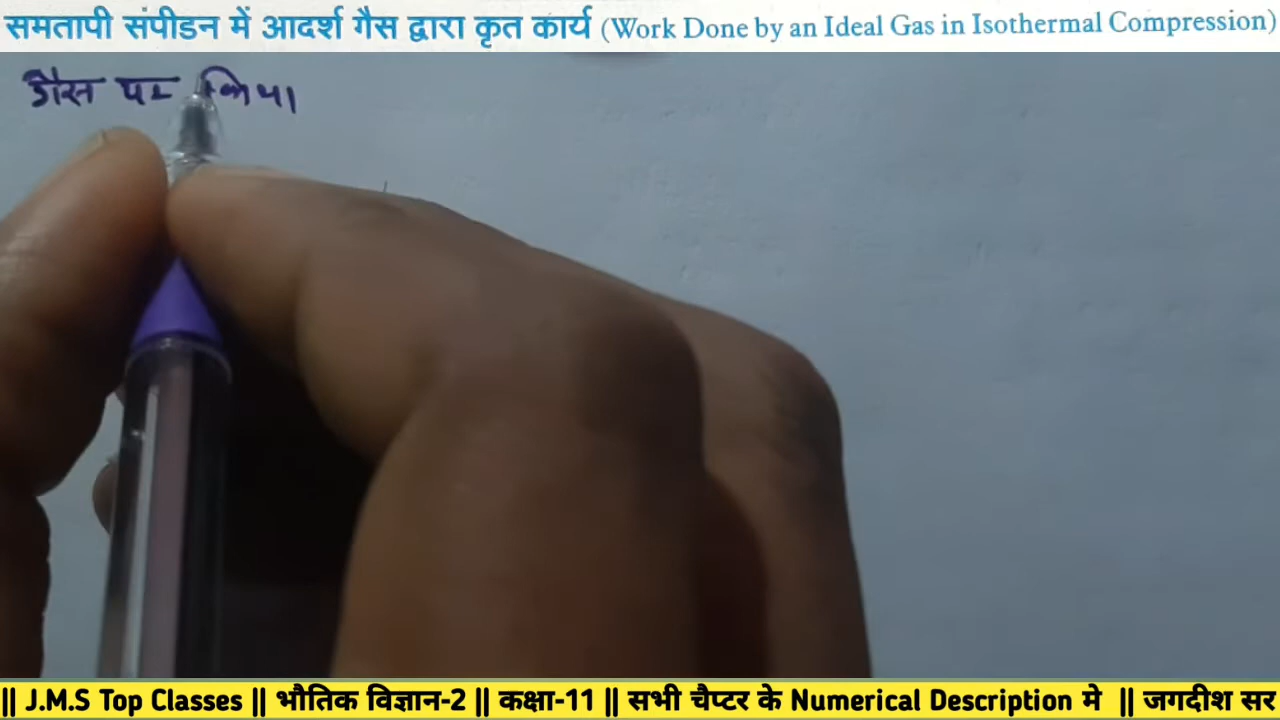 समतापी संपीडन में आदर्श गैस द्वारा कृत कार्य (Work Done by an Ideal Gas in Isothermal Compression)
गैस पर किया
|| J.M.S Top Classes || भौतिक विज्ञान-2 || कक्षा-11 || सभी चैप्टर के Numerical Description मे || जगदीश सर